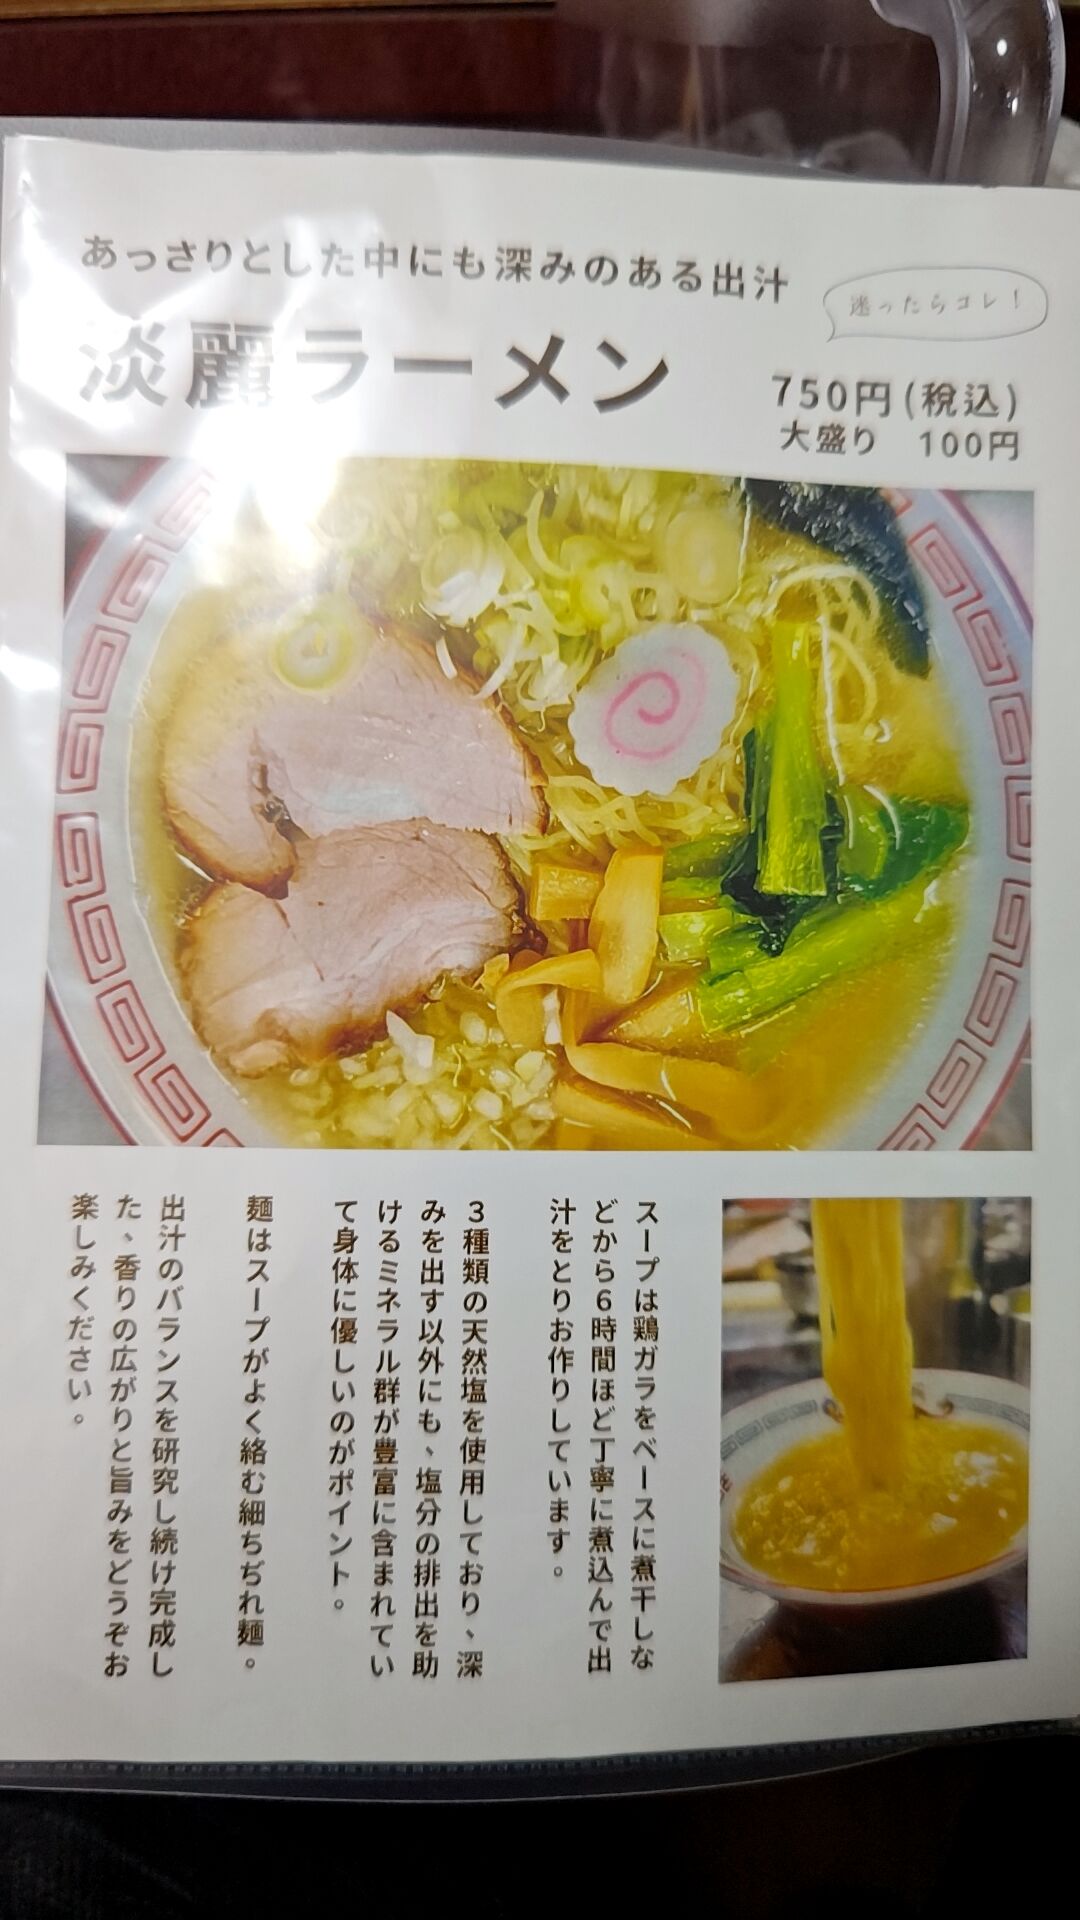 あっさりとした中にも深みのある出汁
迷ったらコレ！
淡麗ラーメン
750円(税込)
大盛り　100円
スープは鶏ガラをベースに煮干しな
どから6時間ほど丁寧に煮込んで出
汁をとりお作りしています。
3種類の天然塩を使用しており、深
みを出す以外にも、塩分の排出を助
けるミネラル群が豊富に含まれてい
て身体に優しいのがポイント。
麺はスープがよく絡む細ちぢれ麺。
出汁のバランスを研究し続け完成し
た、香りの広がりと旨みをどうぞお
楽しみください。